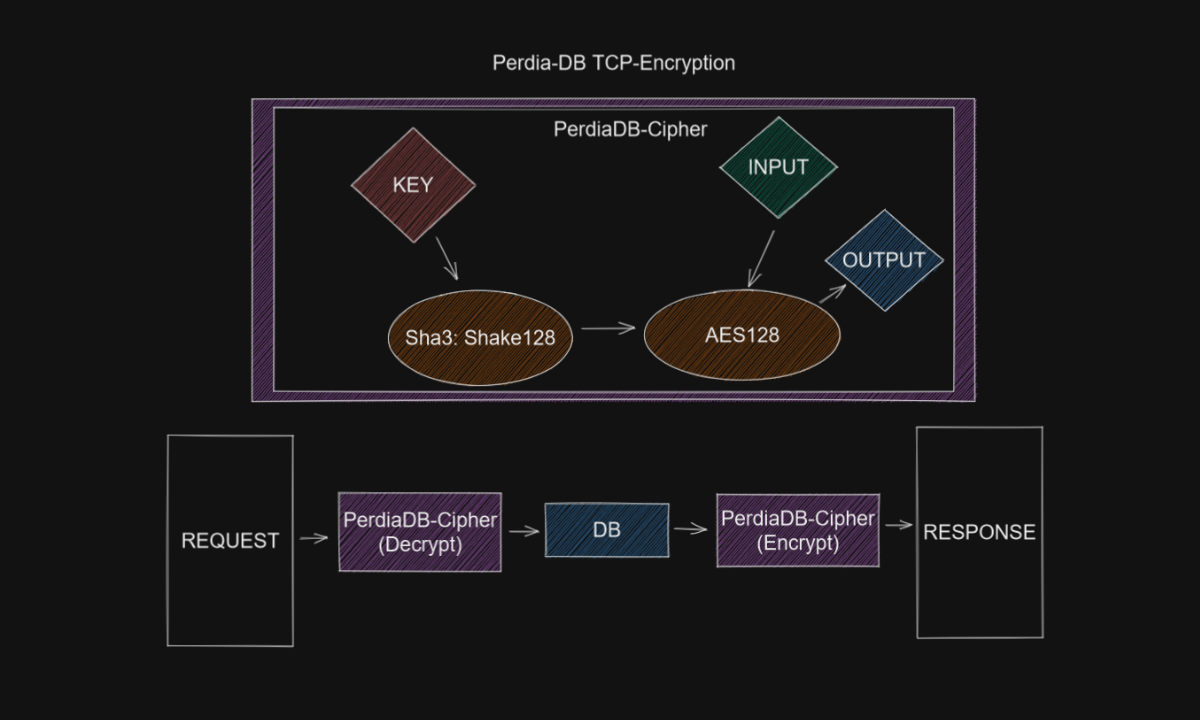 Perdia-DB TCP-Encryption
PerdiaDB-Cipher
KEY
INPUT
OUTPUT
Sha3: Shake128
AES128
REQUEST
PerdiaDB-Cipher
(Decrypt)
DB
PerdiaDB-Cipher
(Encrypt)
RESPONSE